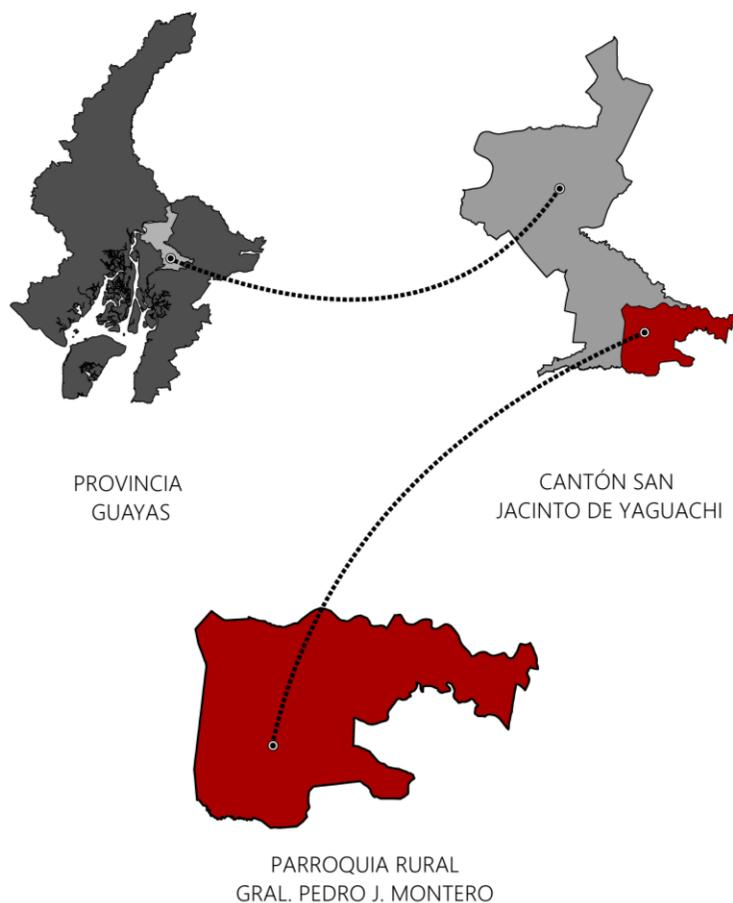 PROVINCIA
GUAYAS
CANTÓN SAN
JACINTO DE YAGUACHI
PARROQUIA RURAL
GRAL. PEDRO J. MONTERO